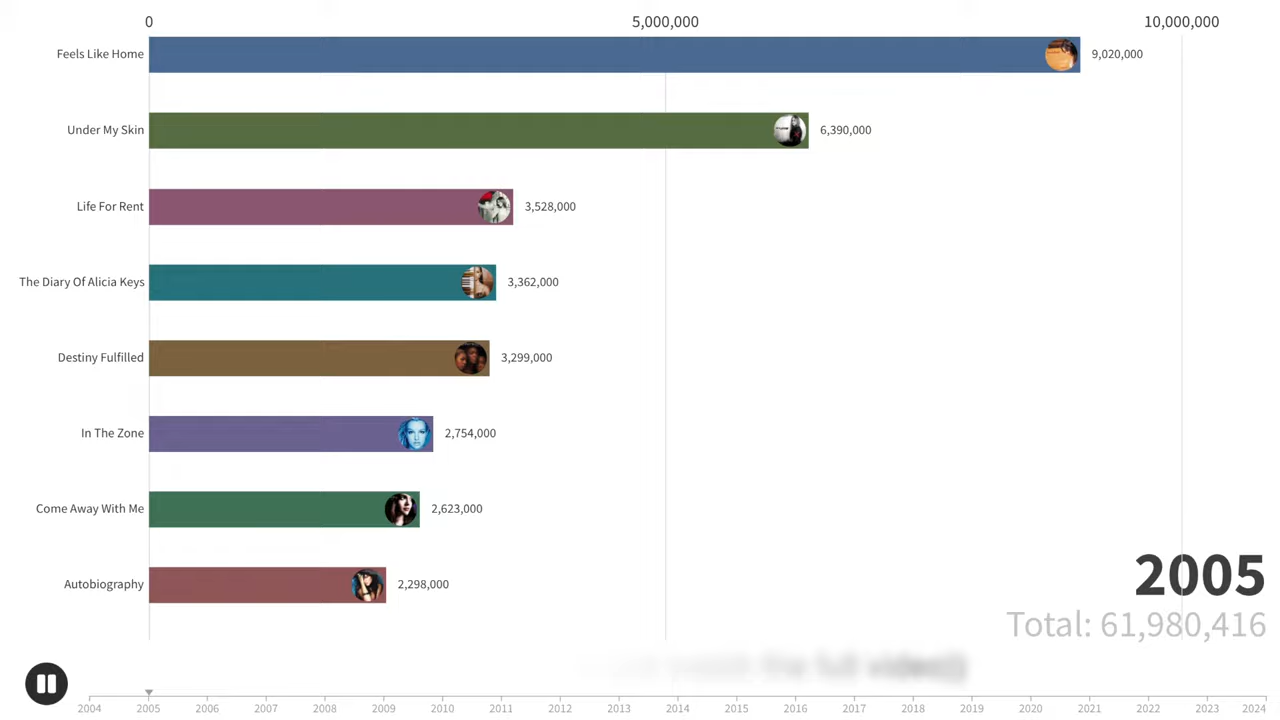 0 5,000,000 10,000,000
Feels Like Home 9,020,000
Under My Skin 6,390,000
Life For Rent 3,528,000
The Diary Of Alicia Keys 3,362,000
Destiny Fulfilled 3,299,000
In The Zone 2,754,000
Come Away With Me 2,623,000
Autobiography 2,298,000
2005
Total: 61,980,416
the full video))
2004 2005 2006 2007 2008 2009 2010 2011 2012 2013 2014 2015 2016 2017 2018 2019 2020 2021 2022 2023 2024